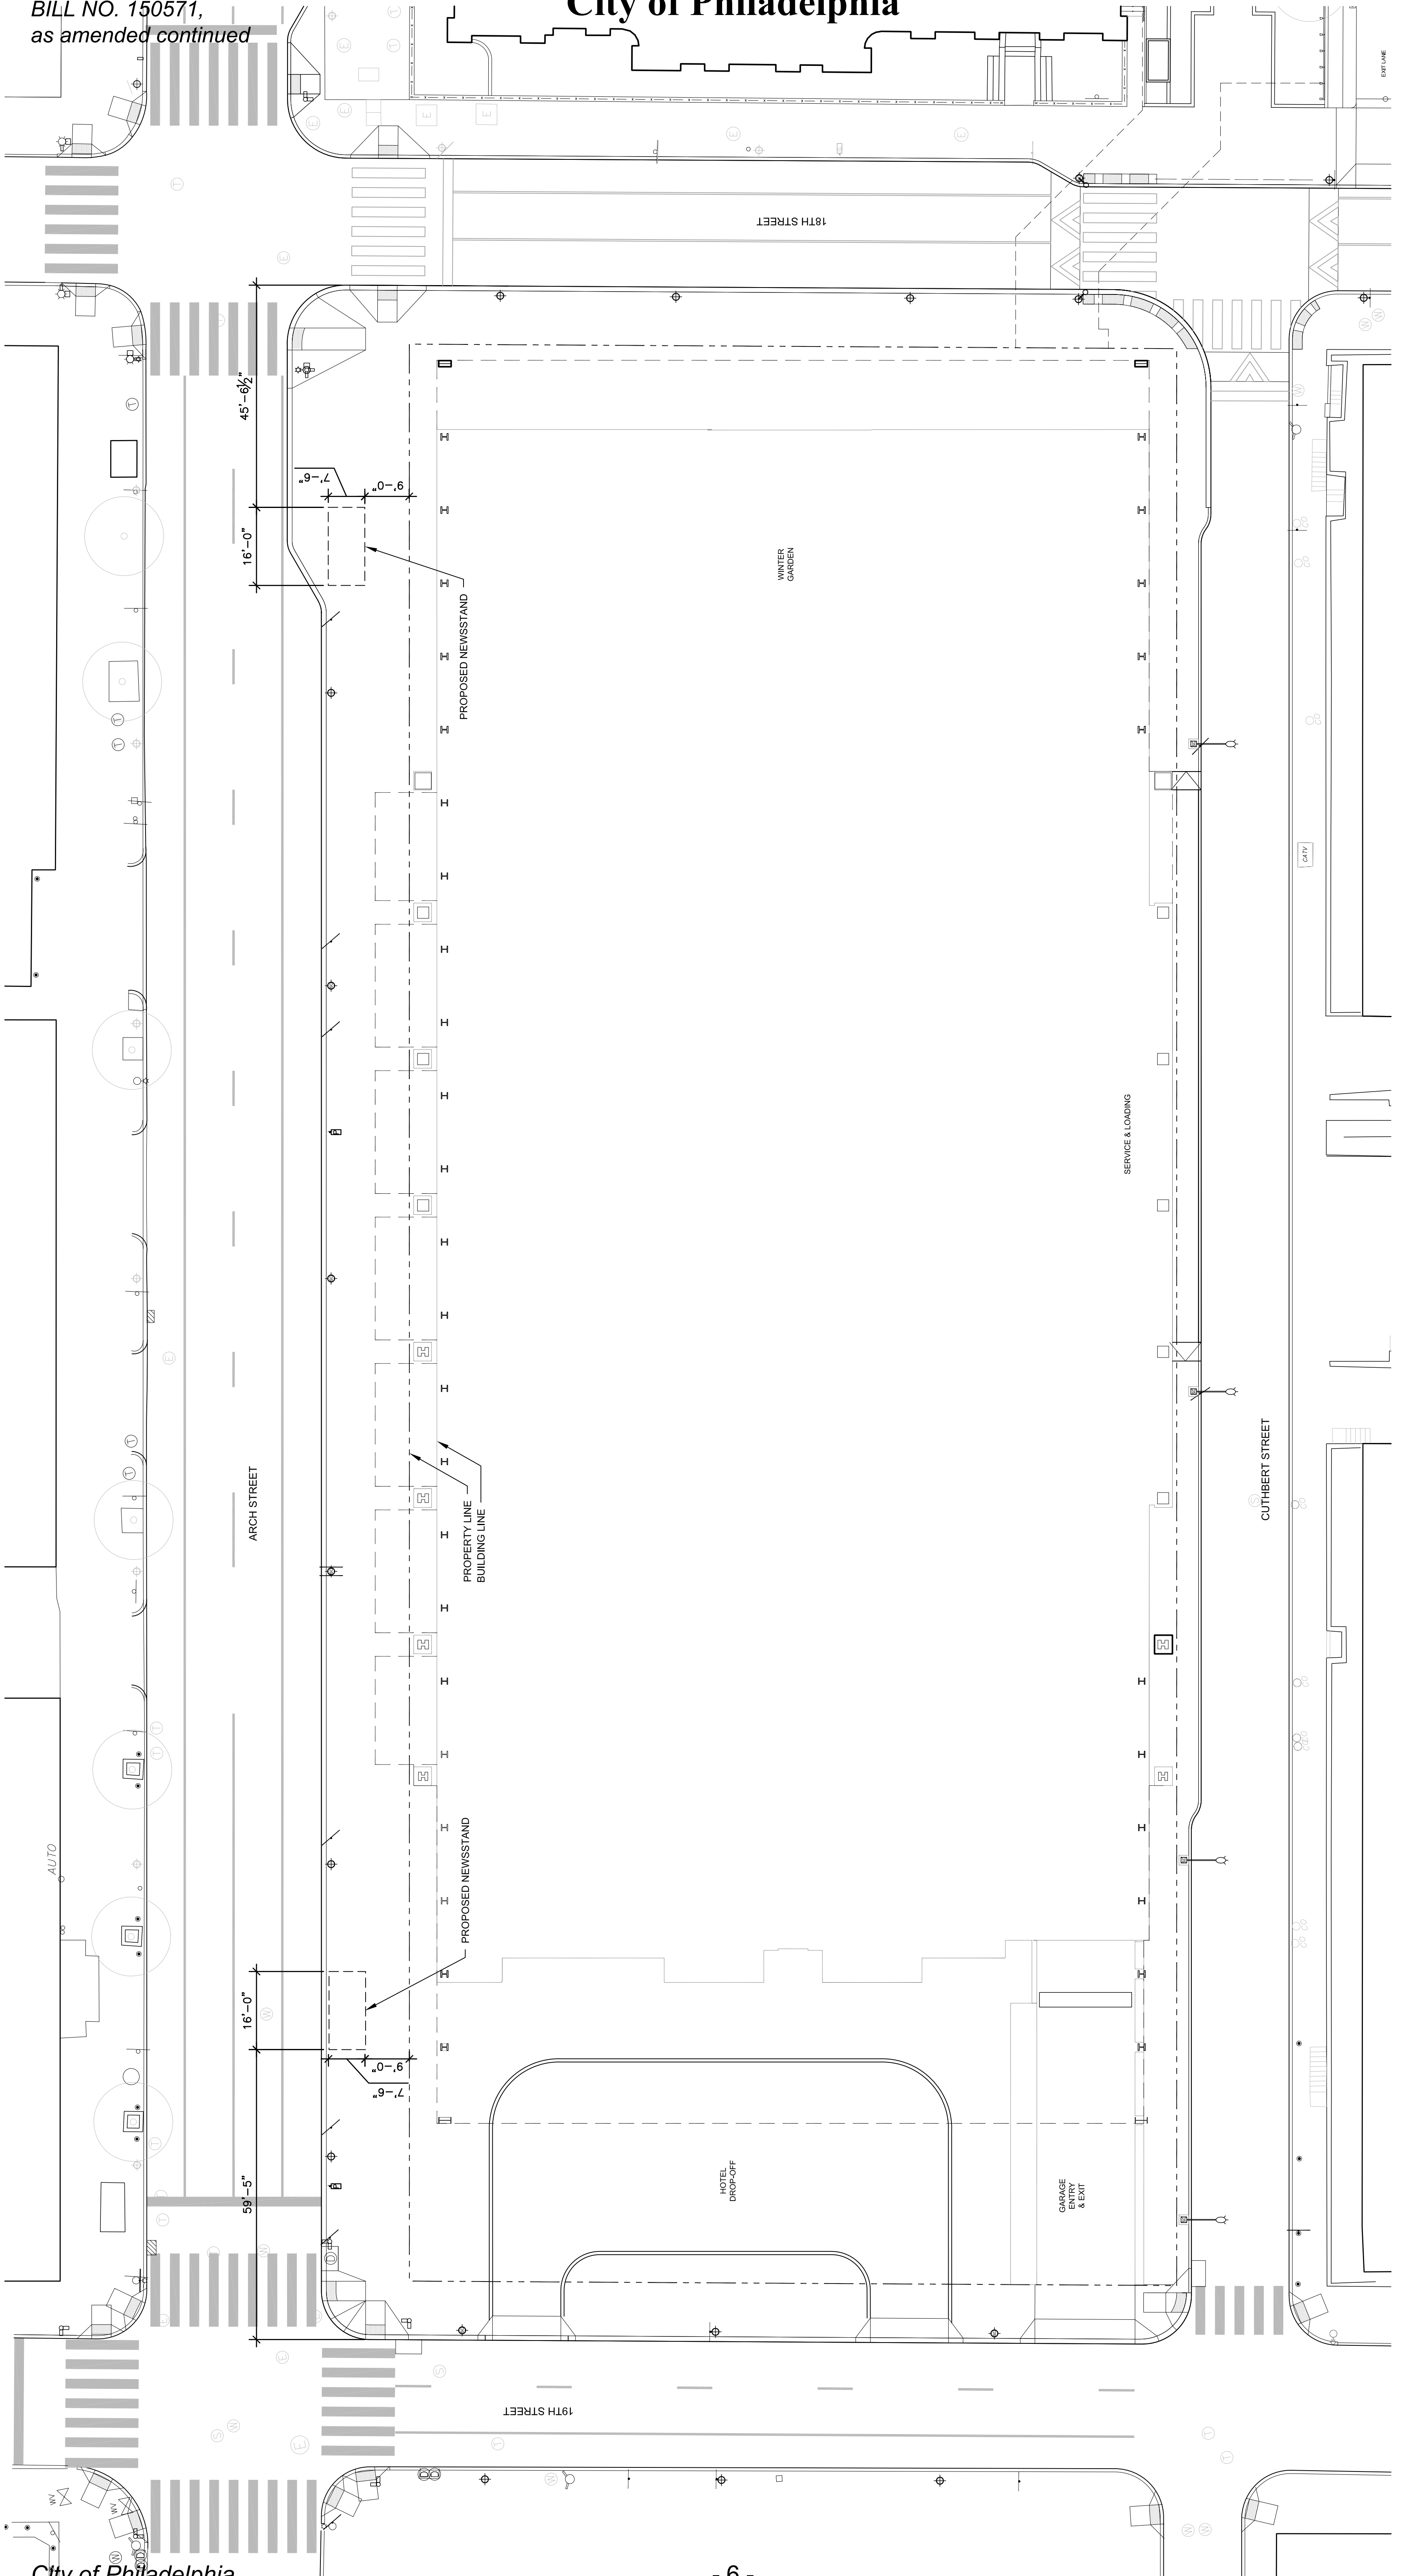 BILL NO. 150571,
as amended continued
City of Philadelphia
EXIT LANE
18TH STREET
45'-6½"
7'-6"
9'-0"
16'-0"
PROPOSED NEWSSTAND
WINTER
GARDEN
CATV
SERVICE & LOADING
ARCH STREET
PROPERTY LINE
BUILDING LINE
CUTHBERT STREET
AUTO
PROPOSED NEWSSTAND
16'-0"
9'-0"
7'-6"
59'-5"
HOTEL
DROP-OFF
GARAGE
ENTRY
& EXIT
19TH STREET
WV
WV
City of Philadelphia
- 6 -